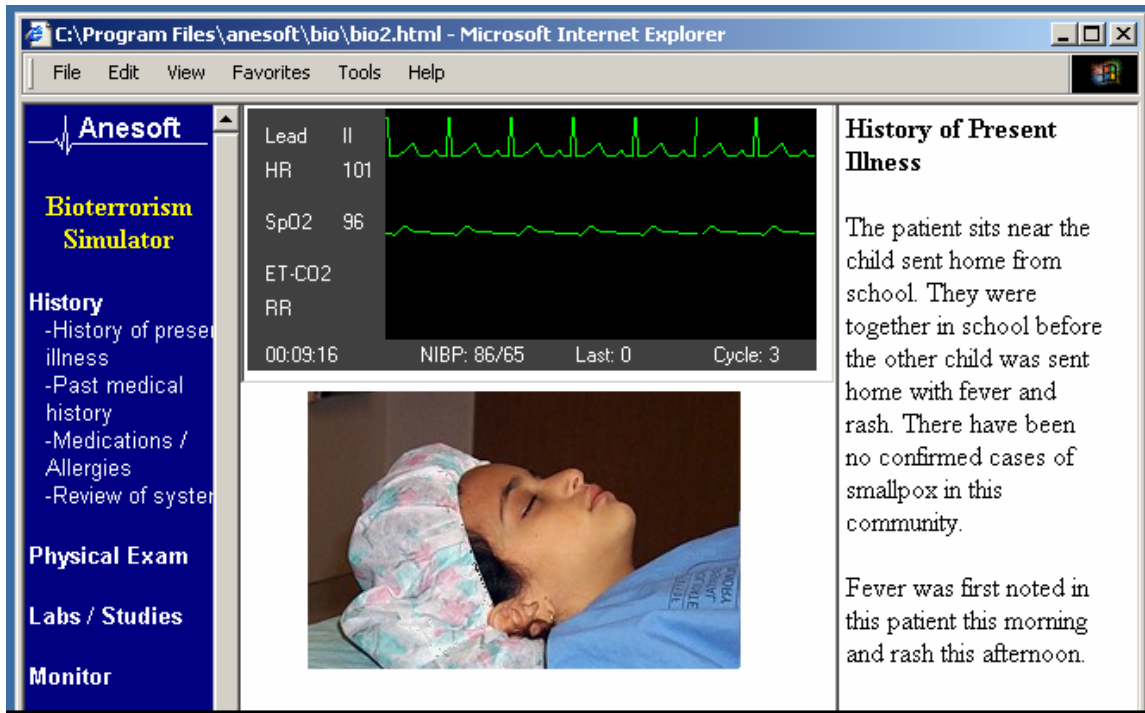 C:\Program Files\anesoft\bio\bio2.html - Microsoft Internet Explorer
File Edit View Favorites Tools Help
Anesoft
Bioterrorism
Simulator
History
-History of presen
illness
-Past medical
history
-Medications /
Allergies
-Review of system
Physical Exam
Labs / Studies
Monitor
Lead II
HR 101
SpO2 96
ET-CO2
RR
00:09:16 NIBP: 86/65 Last: 0 Cycle: 3
History of Present
Illness
The patient sits near the
child sent home from
school. They were
together in school before
the other child was sent
home with fever and
rash. There have been
no confirmed cases of
smallpox in this
community.
Fever was first noted in
this patient this morning
and rash this afternoon.